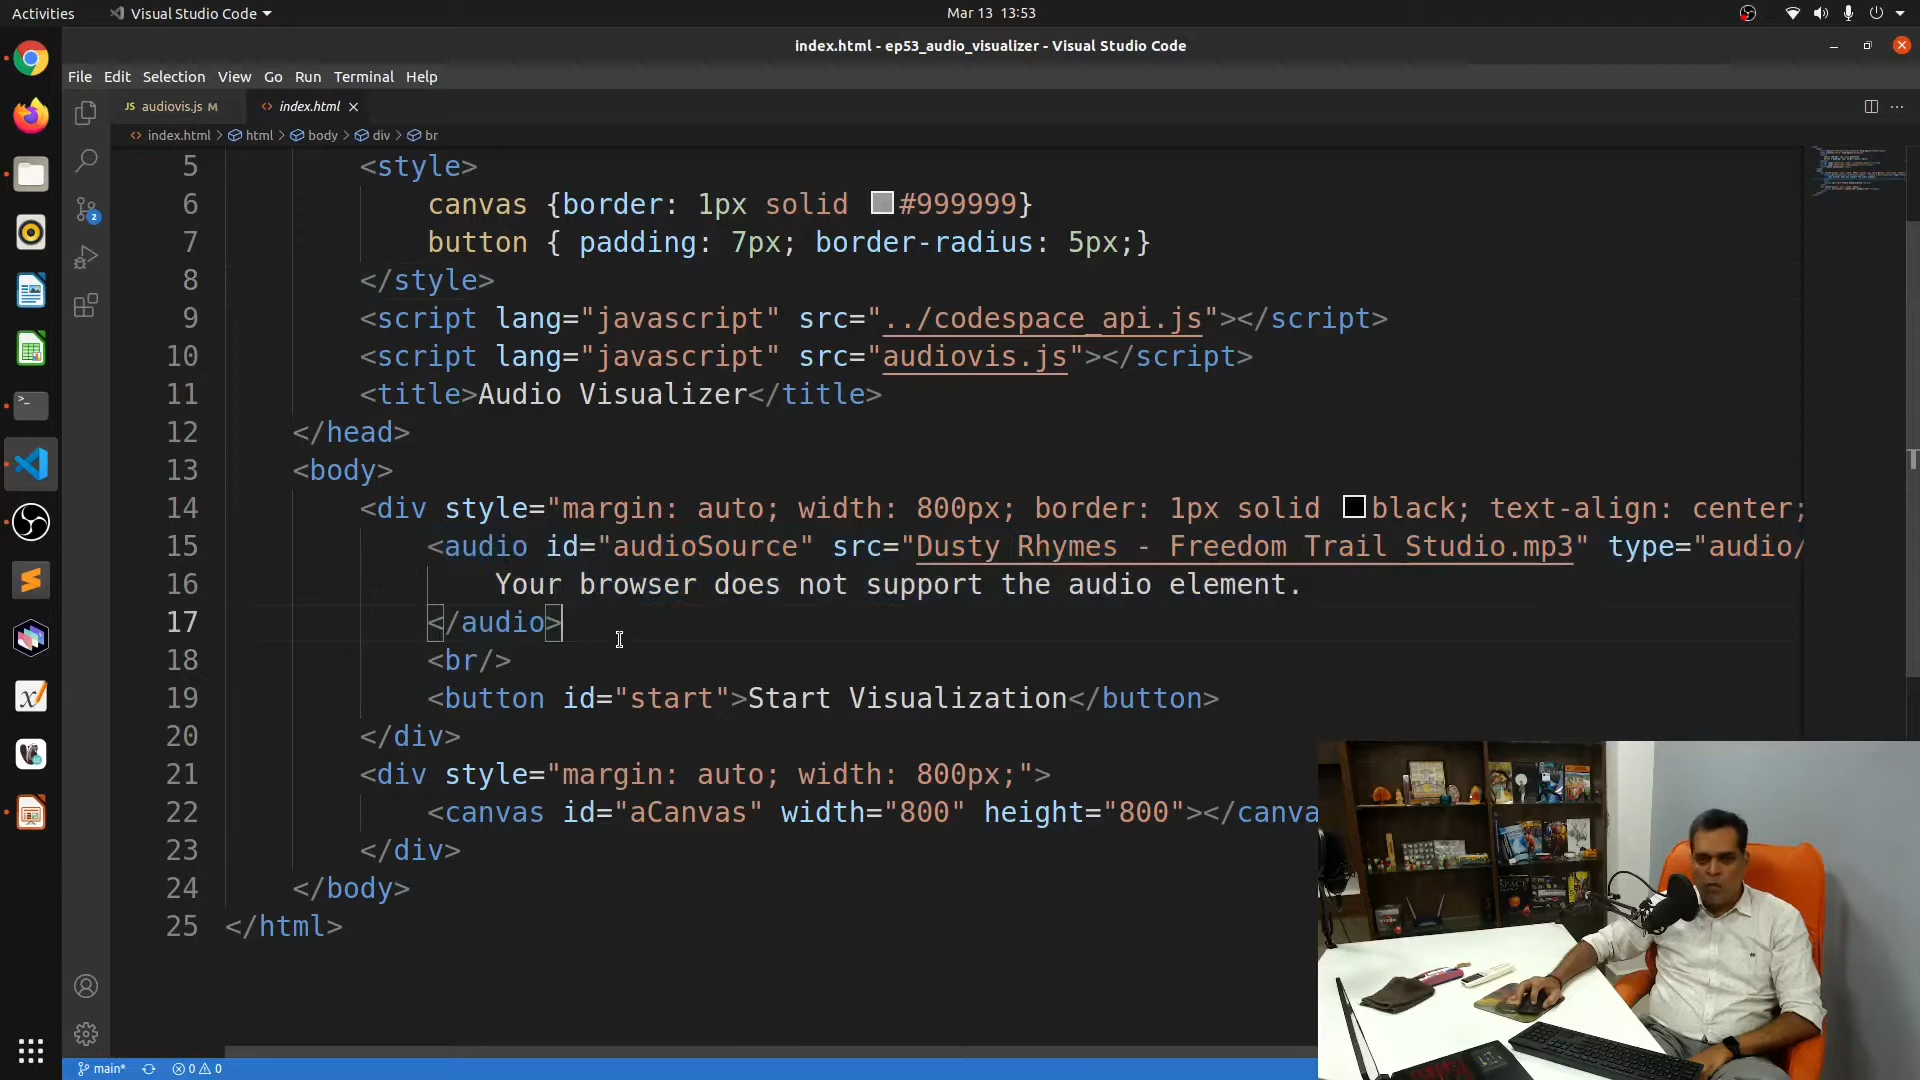 Activities
Visual Studio Code
Mar 13 13:53
index.html - ep53_audio_visualizer - Visual Studio Code
File Edit Selection View Go Run Terminal Help
JS audiovis.js M
<> index.html
<> index.html > html > body > div > br
5 <style>
6 canvas {border: 1px solid #999999}
7 button { padding: 7px; border-radius: 5px;}
8 </style>
9 <script lang="javascript" src="../codespace_api.js"></script>
10 <script lang="javascript" src="audiovis.js"></script>
11 <title>Audio Visualizer</title>
12 </head>
13 <body>
14 <div style="margin: auto; width: 800px; border: 1px solid black; text-align: center;
15 <audio id="audioSource" src="Dusty Rhymes - Freedom Trail Studio.mp3" type="audio/
16 Your browser does not support the audio element.
17 </audio>
18 <br/>
19 <button id="start">Start Visualization</button>
20 </div>
21 <div style="margin: auto; width: 800px;">
22 <canvas id="aCanvas" width="800" height="800"></canva
23 </div>
24 </body>
25 </html>
2
main*
0 0